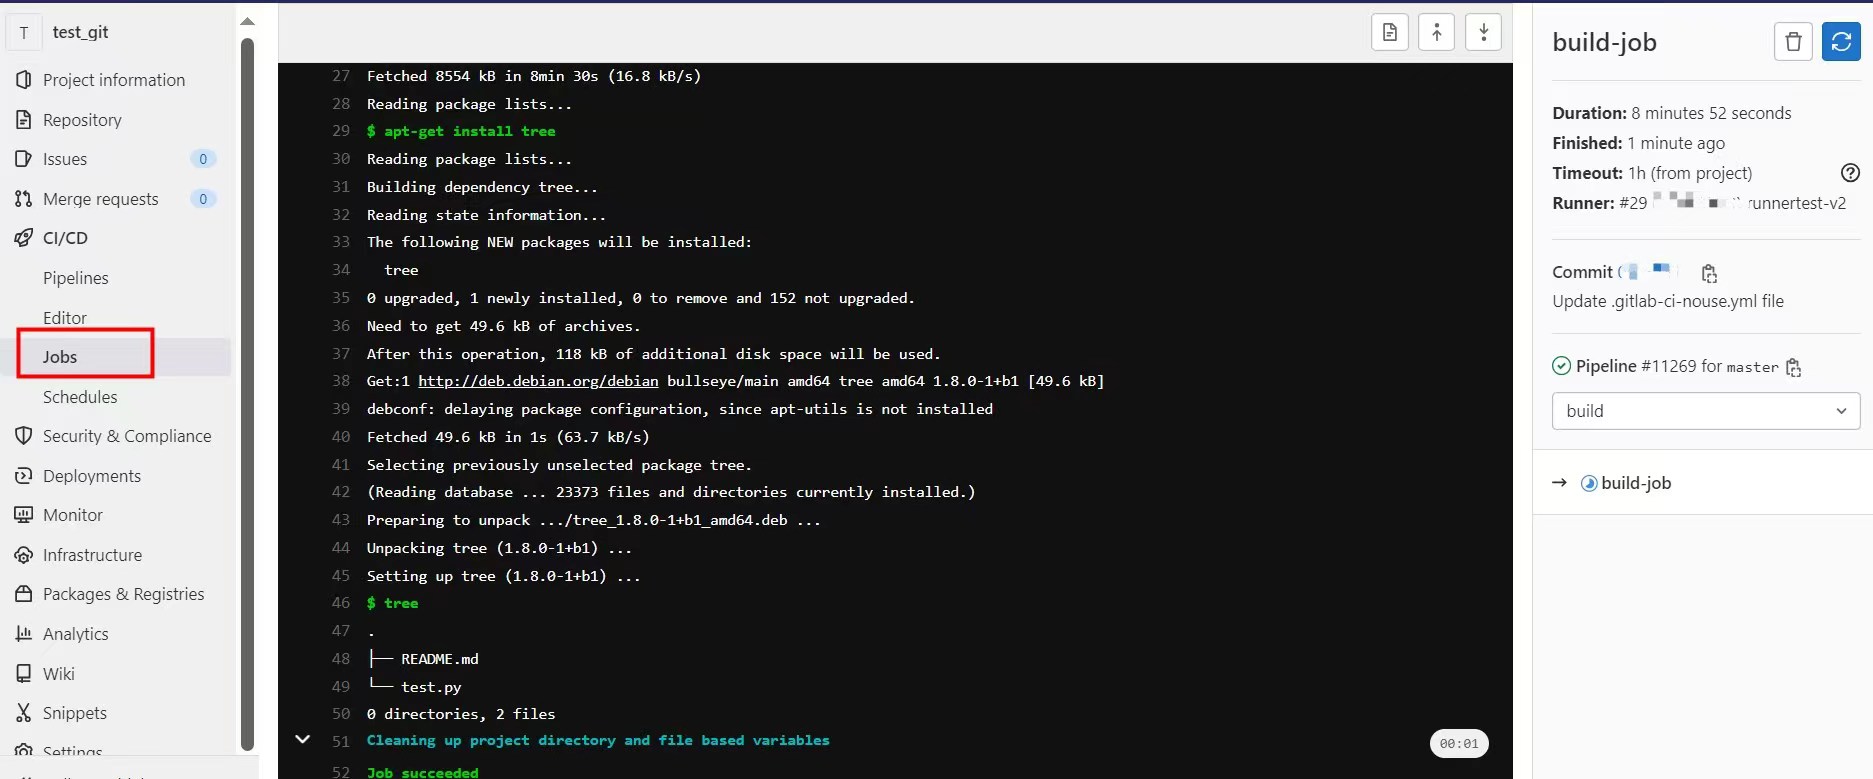 T test_git
Project information
Repository
Issues 0
Merge requests 0
CI/CD
Pipelines
Editor
Jobs
Schedules
Security & Compliance
Deployments
Monitor
Infrastructure
Packages & Registries
Analytics
Wiki
Snippets
Settings
27 Fetched 8554 kB in 8min 30s (16.8 kB/s)
28 Reading package lists...
29 $ apt-get install tree
30 Reading package lists...
31 Building dependency tree...
32 Reading state information...
33 The following NEW packages will be installed:
34 tree
35 0 upgraded, 1 newly installed, 0 to remove and 152 not upgraded.
36 Need to get 49.6 kB of archives.
37 After this operation, 118 kB of additional disk space will be used.
38 Get:1 http://deb.debian.org/debian bullseye/main amd64 tree amd64 1.8.0-1+b1 [49.6 kB]
39 debconf: delaying package configuration, since apt-utils is not installed
40 Fetched 49.6 kB in 1s (63.7 kB/s)
41 Selecting previously unselected package tree.
42 (Reading database ... 23373 files and directories currently installed.)
43 Preparing to unpack .../tree_1.8.0-1+b1_amd64.deb ...
44 Unpacking tree (1.8.0-1+b1) ...
45 Setting up tree (1.8.0-1+b1) ...
46 $ tree
47 .
48 ├── README.md
49 └── test.py
50 0 directories, 2 files
51 Cleaning up project directory and file based variables 00:01
52 Job succeeded
build-job
Duration: 8 minutes 52 seconds
Finished: 1 minute ago
Timeout: 1h (from project)
Runner: #29 runnertest-v2
Commit
Update .gitlab-ci-nouse.yml file
Pipeline #11269 for master
build
→ build-job